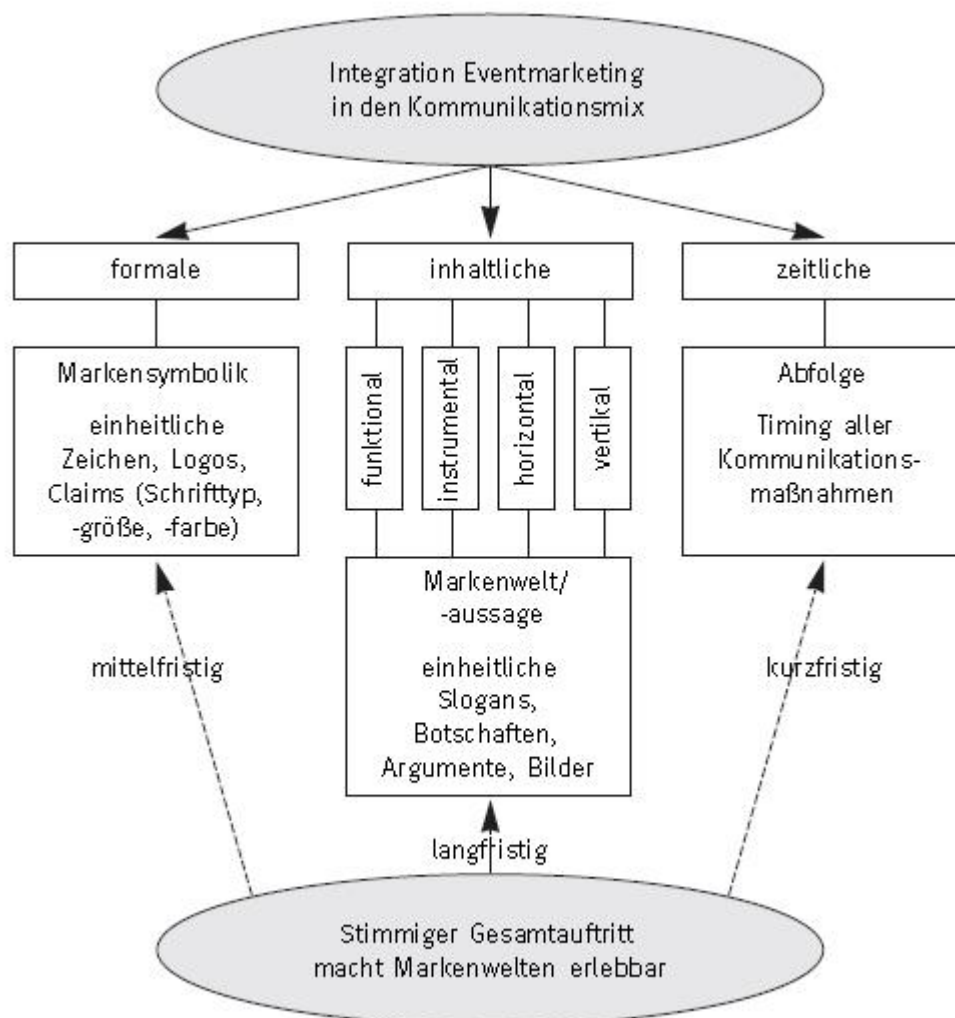 Integration Eventmarketing
in den Kommunikationsmix
formale
inhaltliche
zeitliche
Markensymbolik
einheitliche
Zeichen, Logos,
Claims (Schrifttyp,
-größe, -farbe)
funktional
instrumental
horizontal
vertikal
Abfolge
Timing aller
Kommunikations-
maßnahmen
Markenwelt/
-aussage
einheitliche
Slogans,
Botschaften,
Argumente, Bilder
mittelfristig
kurzfristig
langfristig
Stimmiger Gesamtauftritt
macht Markenwelten erlebbar